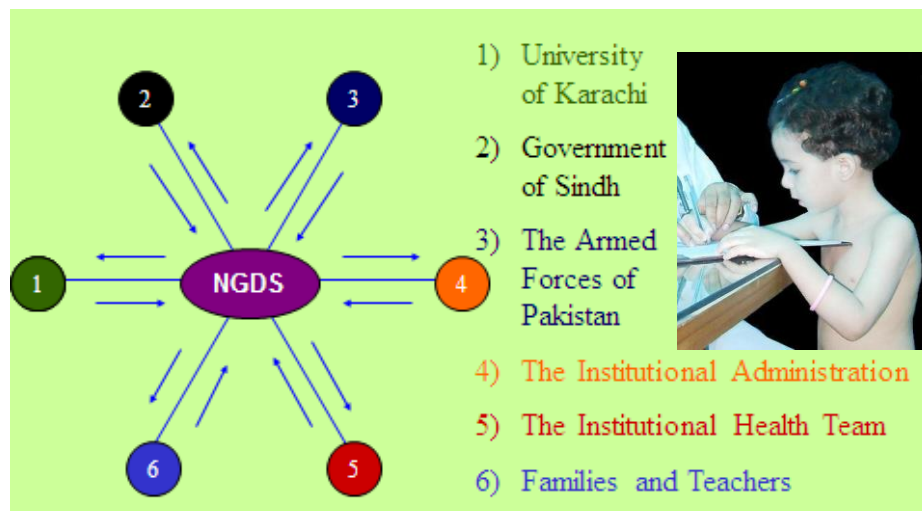 1) University
of Karachi
2) Government
of Sindh
3) The Armed
Forces of
Pakistan
4) The Institutional Administration
5) The Institutional Health Team
6) Families and Teachers
2
3
1
NGDS
4
6
5